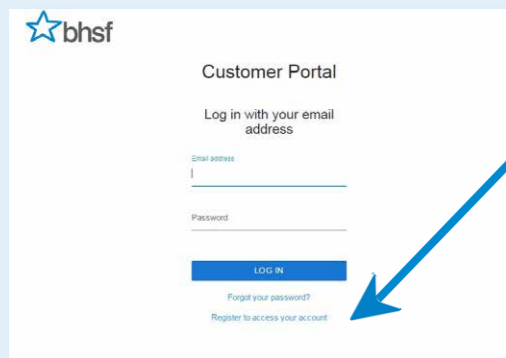 bhsf
Customer Portal
Log in with your email
address
Email address
Password
LOG IN
Forgot your password?
Register to access your account